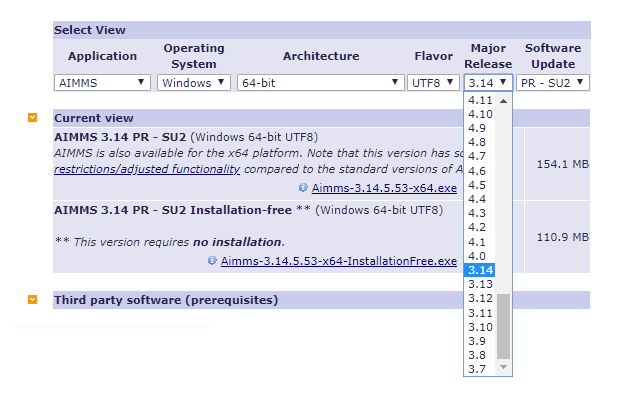 Select View
Application
Operating System
Architecture
Flavor
Major Release
Software Update
AIMMS
Windows
64-bit
UTF8
3.14
PR - SU2
4.11
4.10
4.9
4.8
4.7
4.6
4.5
4.4
4.3
4.2
4.1
4.0
3.14
3.13
3.12
3.11
3.10
3.9
3.8
3.7
Current view
AIMMS 3.14 PR - SU2 (Windows 64-bit UTF8)
AIMMS is also available for the x64 platform. Note that this version has
restrictions/adjusted functionality compared to the standard versions of
Aimms-3.14.5.53-x64.exe
154.1 MB
AIMMS 3.14 PR - SU2 Installation-free ** (Windows 64-bit UTF8)
** This version requires no installation.
Aimms-3.14.5.53-x64-InstallationFree.exe
110.9 MB
Third party software (prerequisites)